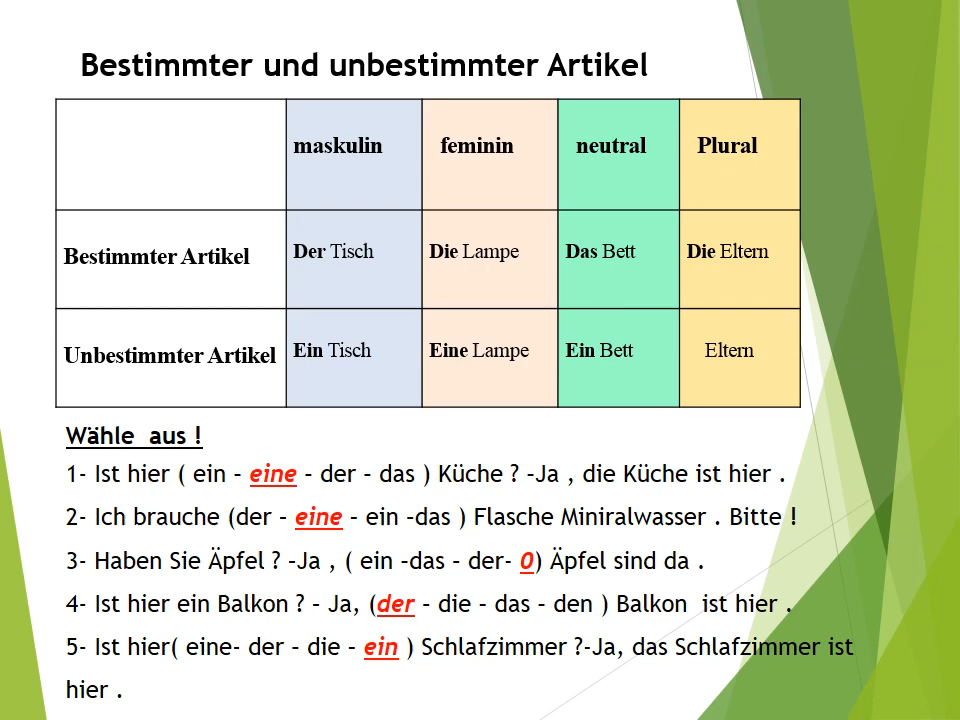 Bestimmter und unbestimmter Artikel
maskulin feminin neutral Plural
Bestimmter Artikel Der Tisch Die Lampe Das Bett Die Eltern
Unbestimmter Artikel Ein Tisch Eine Lampe Ein Bett Eltern
Wähle aus !
1- Ist hier ( ein – eine – der – das ) Küche ? –Ja , die Küche ist hier .
2- Ich brauche (der – eine – ein –das ) Flasche Miniralwasser . Bitte !
3- Haben Sie Äpfel ? –Ja , ( ein –das – der- 0) Äpfel sind da .
4- Ist hier ein Balkon ? – Ja, (der – die – das – den ) Balkon ist hier .
5- Ist hier( eine- der – die – ein ) Schlafzimmer ?-Ja, das Schlafzimmer ist
hier .